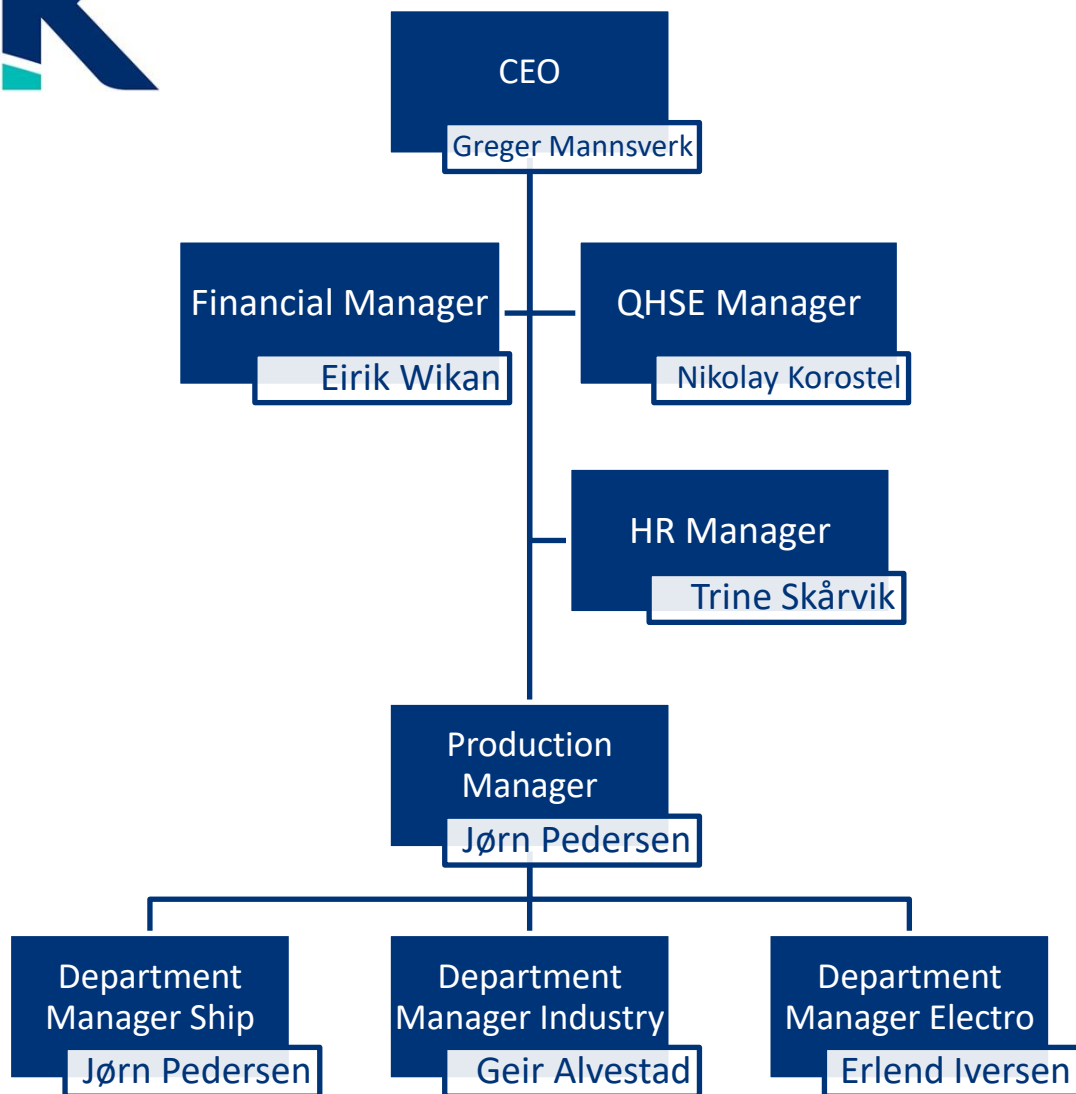 CEO
Greger Mannsverk
Financial Manager
Eirik Wikan
QHSE Manager
Nikolay Korostel
HR Manager
Trine Skårvik
Production
Manager
Jørn Pedersen
Department
Manager Ship
Jørn Pedersen
Department
Manager Industry
Geir Alvestad
Department
Manager Electro
Erlend Iversen